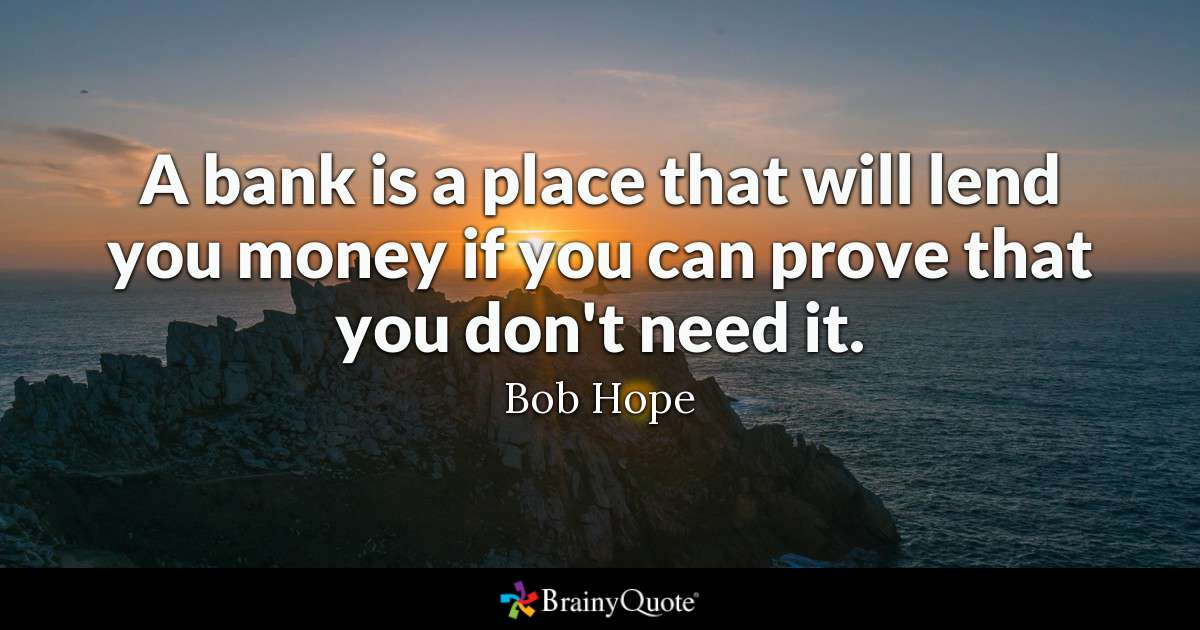 A bank is a place that will lend
you money if you can prove that
you don't need it.
Bob Hope
BrainyQuote®